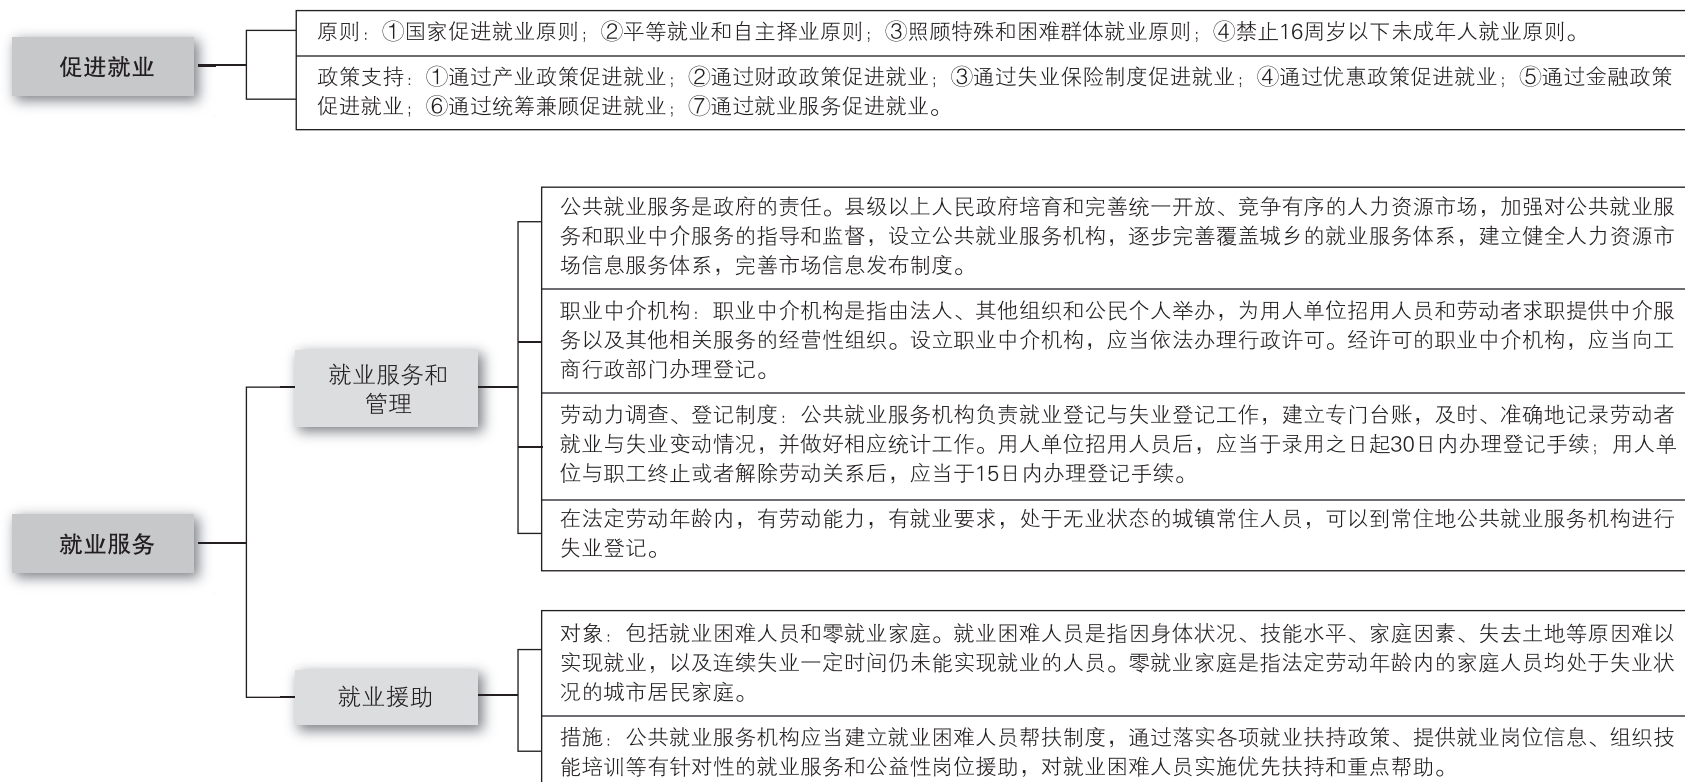 促进就业
原则：①国家促进就业原则；②平等就业和自主择业原则；③照顾特殊和困难群体就业原则；④禁止16周岁以下未成年人就业原则。
政策支持：①通过产业政策促进就业；②通过财政政策促进就业；③通过失业保险制度促进就业；④通过优惠政策促进就业；⑤通过金融政策
促进就业；⑥通过统筹兼顾促进就业；⑦通过就业服务促进就业。
就业服务
就业服务和
管理
公共就业服务是政府的责任。县级以上人民政府培育和完善统一开放、竞争有序的人力资源市场，加强对公共就业服
务和职业中介服务的指导和监督，设立公共就业服务机构，逐步完善覆盖城乡的就业服务体系，建立健全人力资源市
场信息服务体系，完善市场信息发布制度。
职业中介机构：职业中介机构是指由法人、其他组织和公民个人举办，为用人单位招用人员和劳动者求职提供中介服
务以及其他相关服务的经营性组织。设立职业中介机构，应当依法办理行政许可。经许可的职业中介机构，应当向工
商行政部门办理登记。
劳动力调查、登记制度：公共就业服务机构负责就业登记与失业登记工作，建立专门台账，及时、准确地记录劳动者
就业与失业变动情况，并做好相应统计工作。用人单位招用人员后，应当于录用之日起30日内办理登记手续；用人单
位与职工终止或者解除劳动关系后，应当于15日内办理登记手续。
在法定劳动年龄内，有劳动能力，有就业要求，处于无业状态的城镇常住人员，可以到常住地公共就业服务机构进行
失业登记。
就业援助
对象：包括就业困难人员和零就业家庭。就业困难人员是指因身体状况、技能水平、家庭因素、失去土地等原因难以
实现就业，以及连续失业一定时间仍未能实现就业的人员。零就业家庭是指法定劳动年龄内的家庭人员均处于失业状
况的城市居民家庭。
措施：公共就业服务机构应当建立就业困难人员帮扶制度，通过落实各项就业扶持政策、提供就业岗位信息、组织技
能培训等有针对性的就业服务和公益性岗位援助，对就业困难人员实施优先扶持和重点帮助。